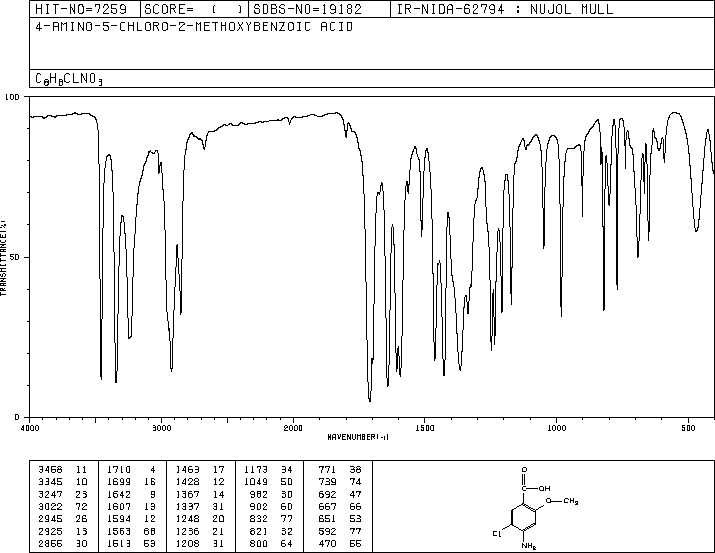 HIT-NO=7259 SCORE= ( ) SDBS-NO=19182 IR-NIDA-62794 : NUJOL MULL
4-AMINO-5-CHLORO-2-METHOXYBENZOIC ACID
C8H8CLNO3
100
50
0
TRANSMITTANCE(%)
4000 3000 2000 1500 1000 500
WAVENUMBER(-1)
3458 11 1710 4 1463 17 1173 34 771 38
3345 10 1699 16 1428 12 1049 50 739 74
3247 23 1642 9 1367 14 982 30 692 47
3022 72 1607 13 1337 31 902 60 667 66
2945 26 1594 12 1248 20 832 77 651 53
2925 13 1563 68 1236 21 821 32 592 77
2855 30 1513 53 1208 31 800 64 470 55
O
C OH
O CH3
Cl
NH2